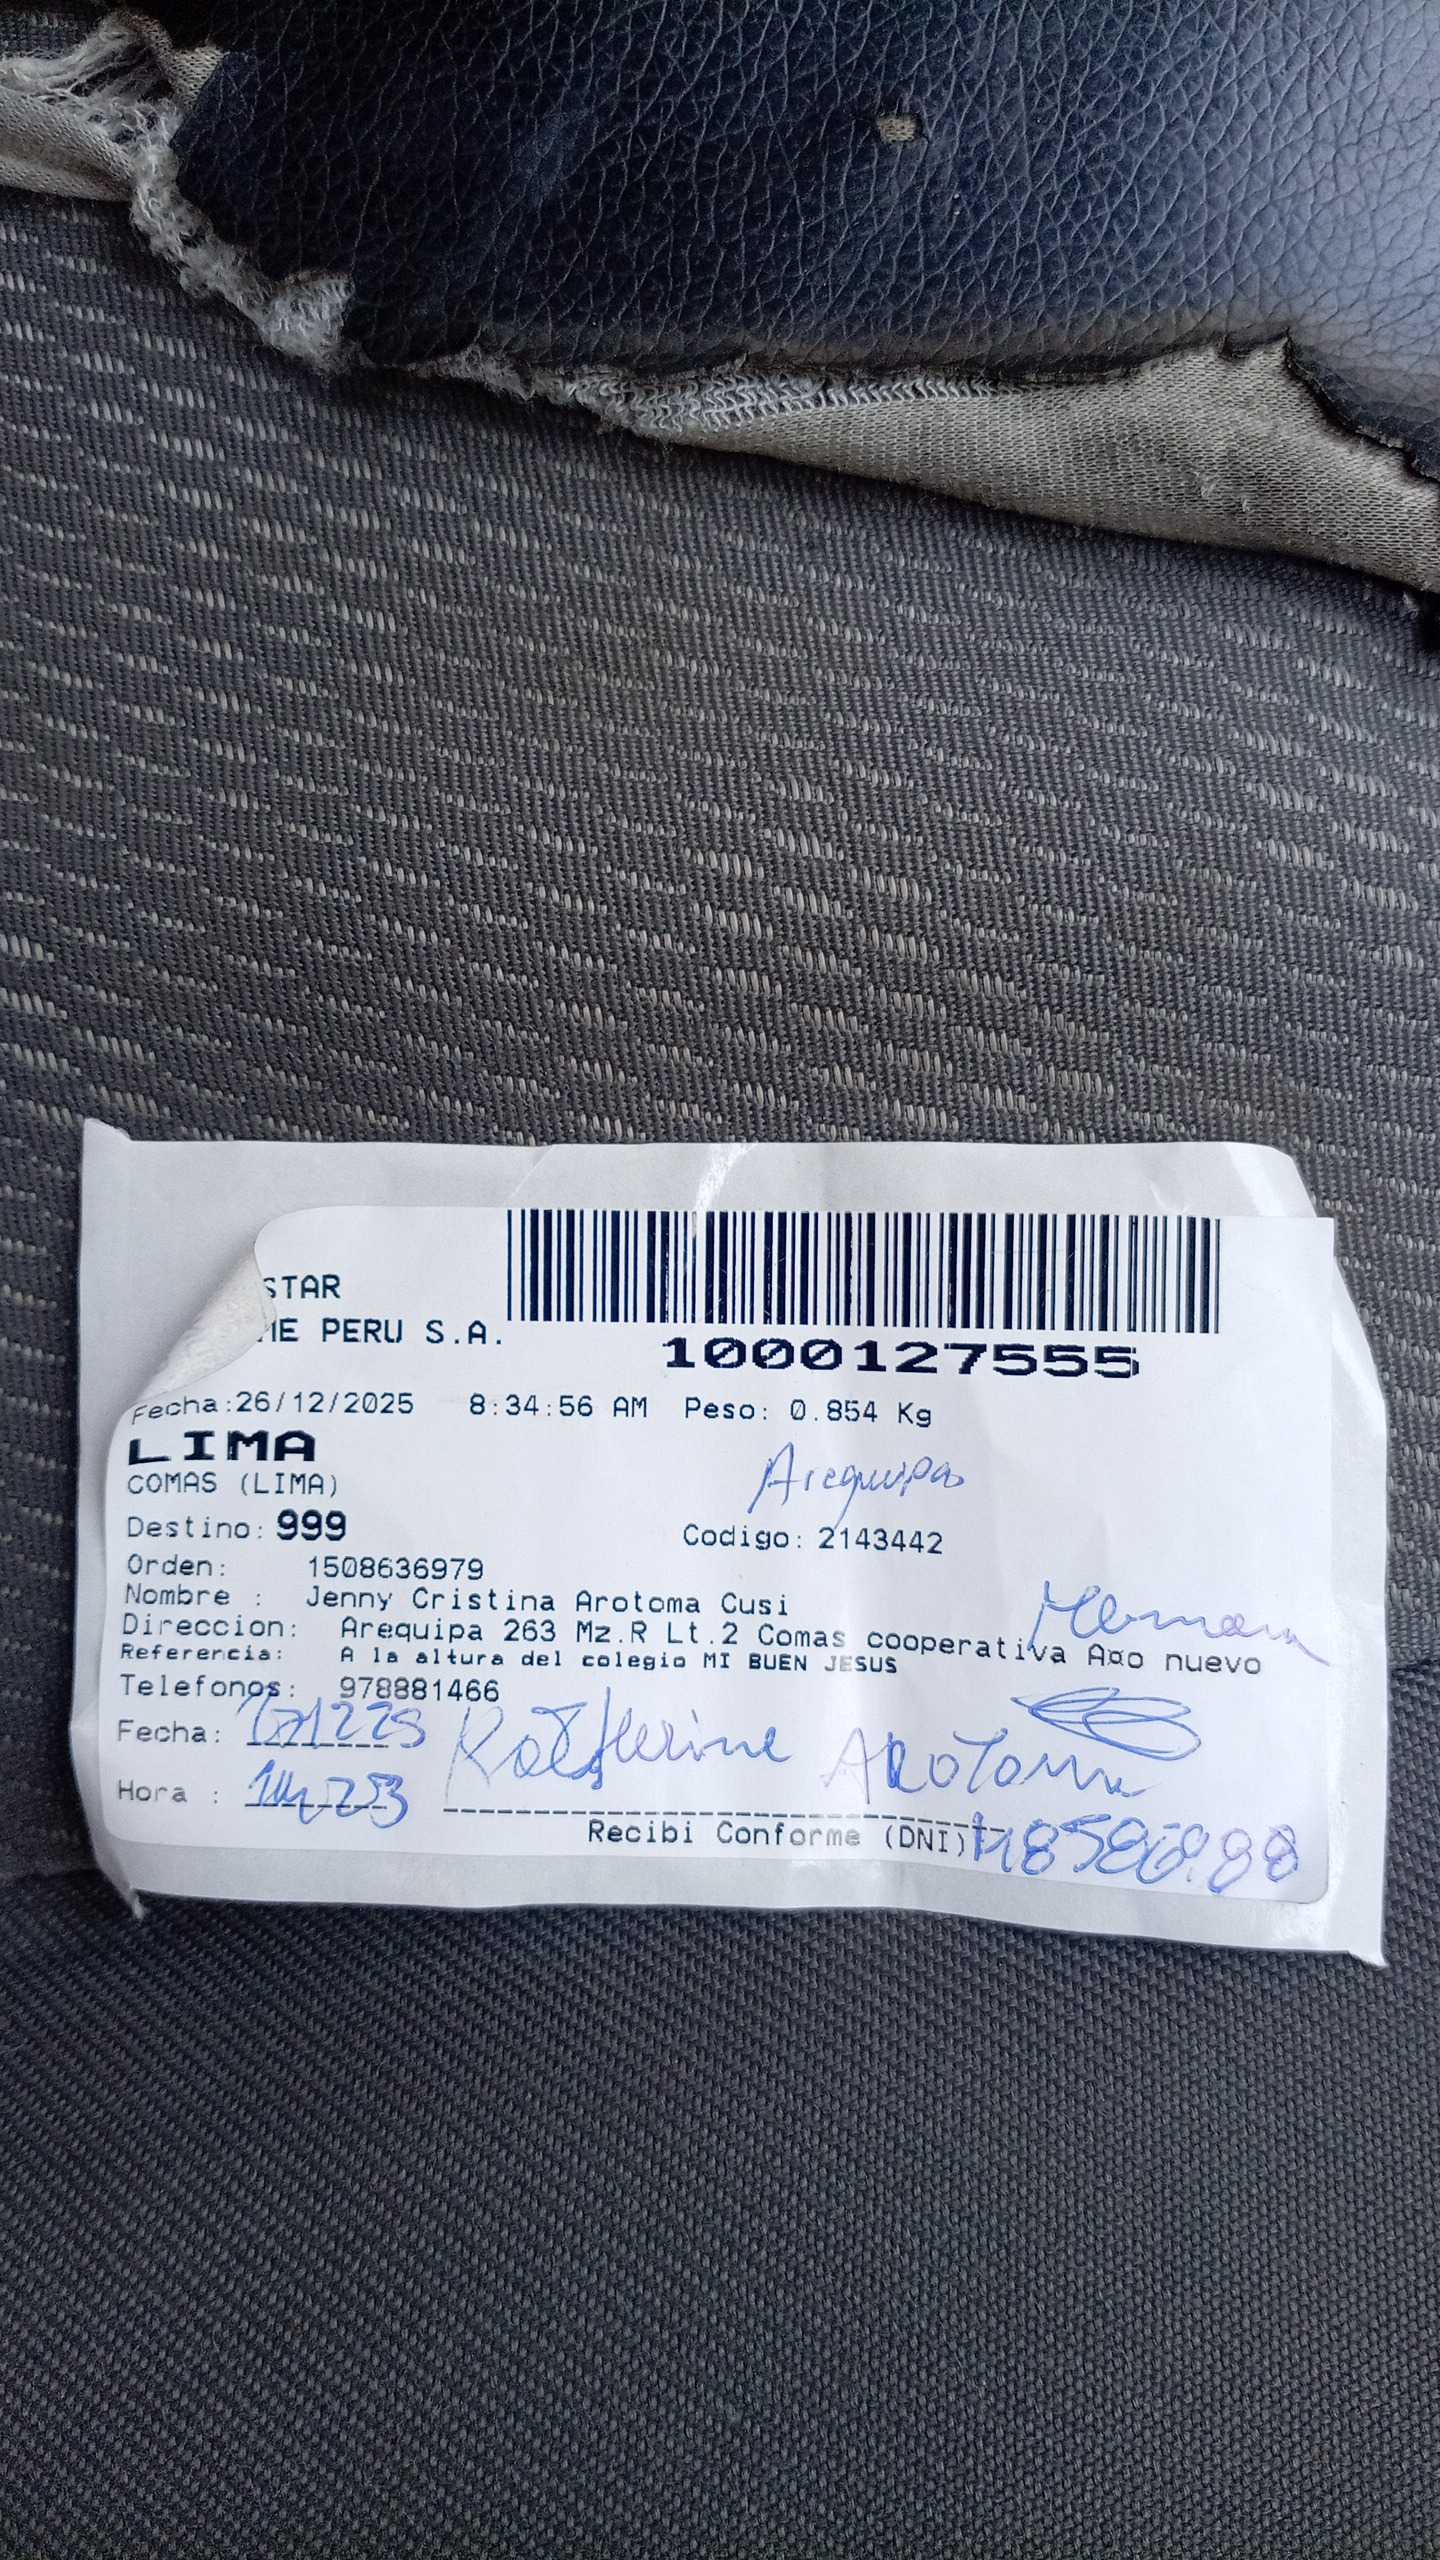 STAR
ME PERU S.A.
1000127555
Fecha:26/12/2025 8:34:56 AM Peso: 0.854 Kg
LIMA
COMAS (LIMA)
Arequipa
Destino: 999 Codigo: 2143442
Orden: 1508636979
Nombre : Jenny Cristina Arotoma Cusi
Hermana
Direccion: Arequipa 263 Mz.R Lt.2 Comas cooperativa A¤o nuevo
Referencia: A la altura del colegio MI BUEN JESUS
Telefonos: 978881466
Fecha:
Katherine Arotoma
Hora :
Recibi Conforme (DNI)